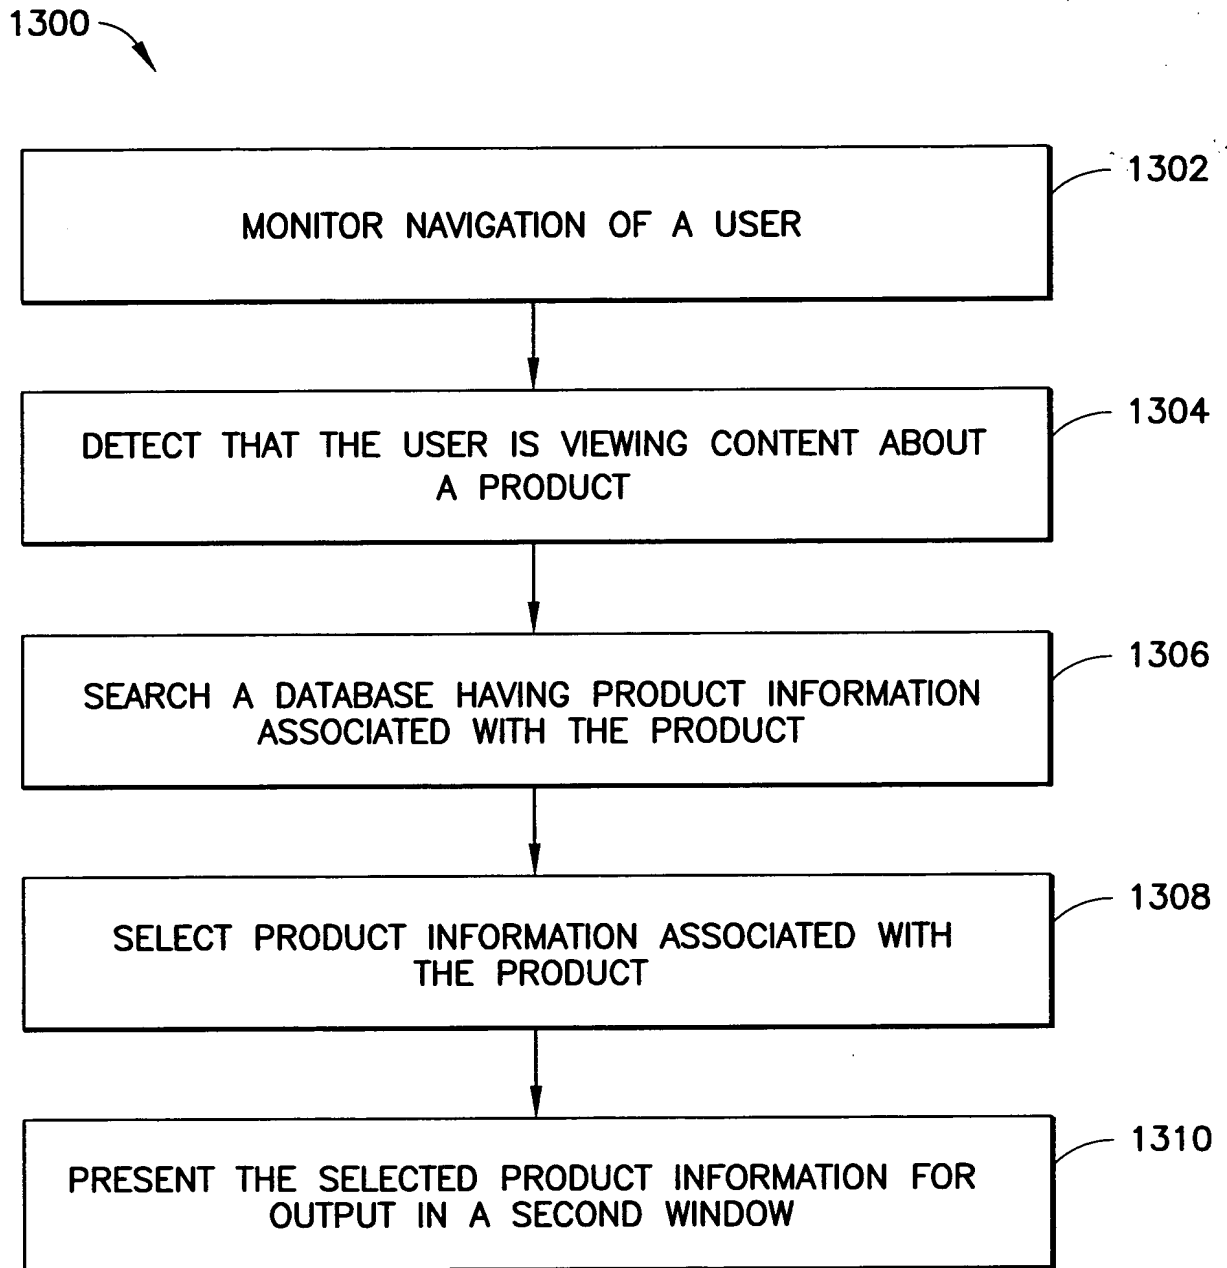 1300
MONITOR NAVIGATION OF A USER
1302
DETECT THAT THE USER IS VIEWING CONTENT ABOUT
A PRODUCT
1304
SEARCH A DATABASE HAVING PRODUCT INFORMATION
ASSOCIATED WITH THE PRODUCT
1306
SELECT PRODUCT INFORMATION ASSOCIATED WITH
THE PRODUCT
1308
PRESENT THE SELECTED PRODUCT INFORMATION FOR
OUTPUT IN A SECOND WINDOW
1310